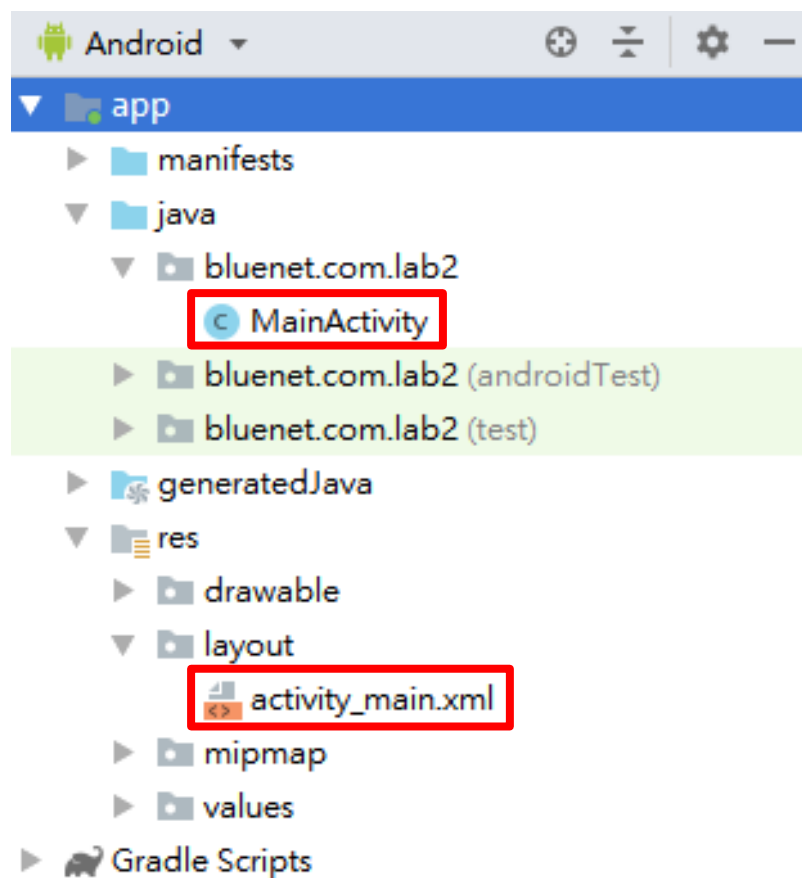 Android
app
manifests
java
bluenet.com.lab2
C MainActivity
bluenet.com.lab2 (androidTest)
bluenet.com.lab2 (test)
generatedJava
res
drawable
layout
activity_main.xml
mipmap
values
Gradle Scripts